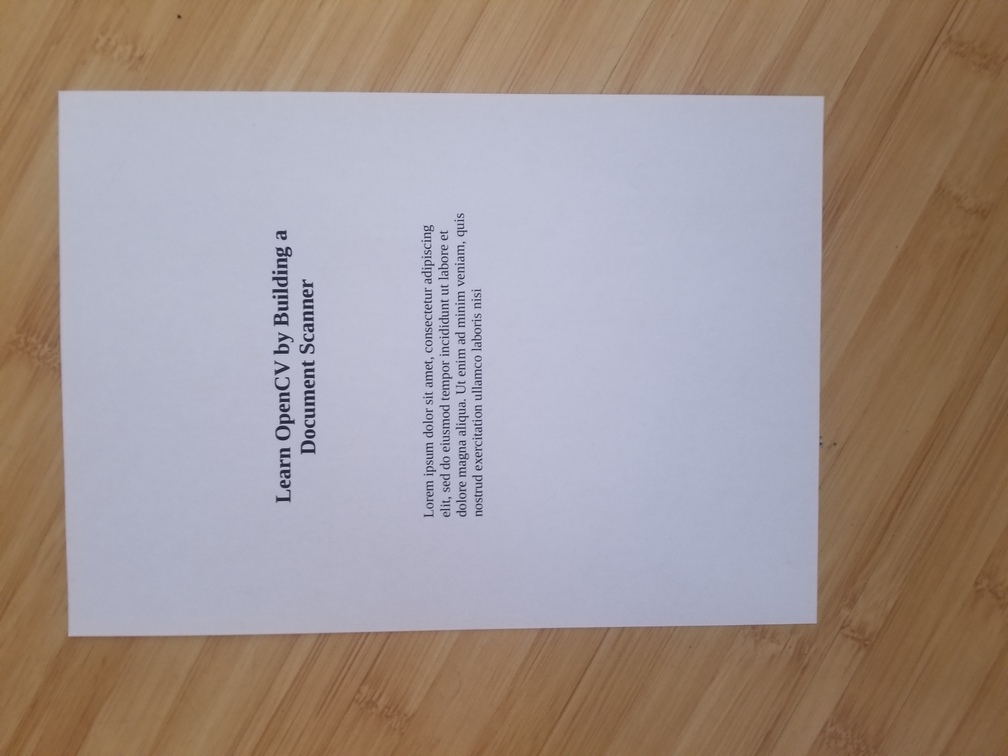 Learn OpenCV by Building a
Document Scanner
Lorem ipsum dolor sit amet, consectetur adipiscing
elit, sed do eiusmod tempor incididunt ut labore et
dolore magna aliqua. Ut enim ad minim veniam, quis
nostrud exercitation ullamco laboris nisi